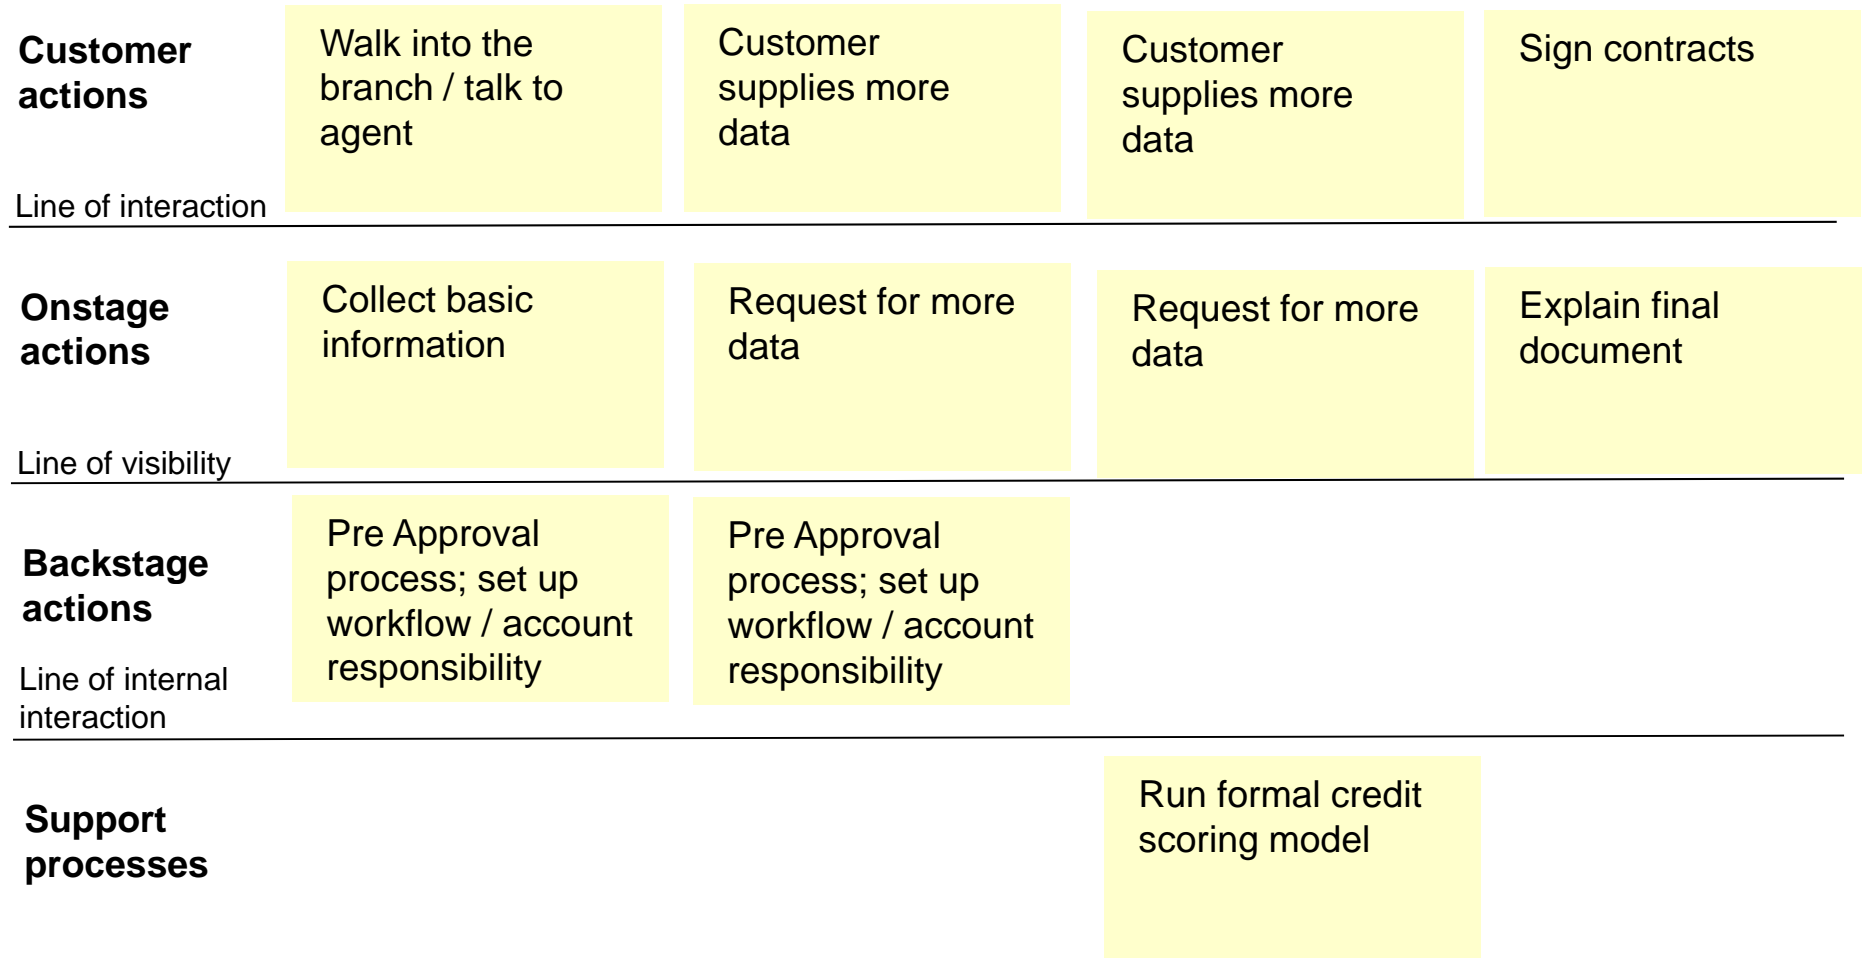 Customer
actions
Walk into the
branch / talk to
agent
Customer
supplies more
data
Customer
supplies more
data
Sign contracts
Line of interaction
Onstage
actions
Collect basic
information
Request for more
data
Request for more
data
Explain final
document
Line of visibility
Backstage
actions
Pre Approval
process; set up
workflow / account
responsibility
Pre Approval
process; set up
workflow / account
responsibility
Line of internal
interaction
Support
processes
Run formal credit
scoring model